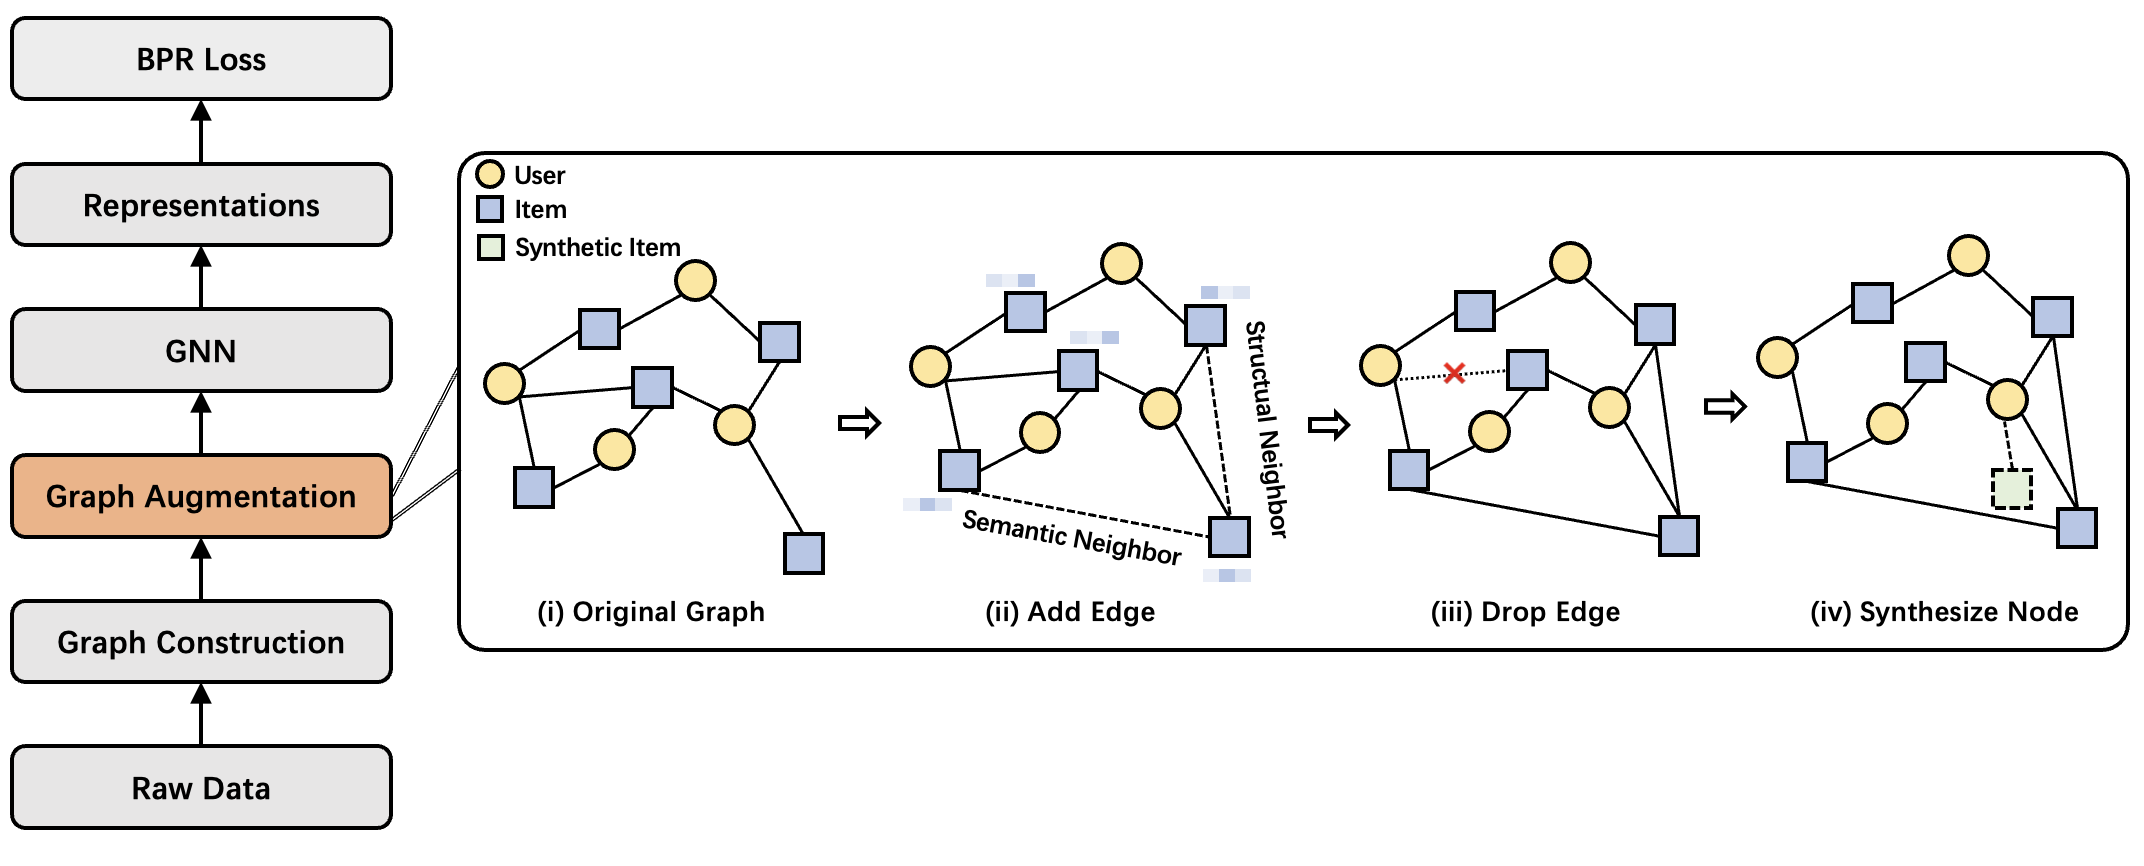 BPR Loss
Representations
GNN
Graph Augmentation
Graph Construction
Raw Data
User
Item
Synthetic Item
Structual Neighbor
Semantic Neighbor
(i) Original Graph
(ii) Add Edge
(iii) Drop Edge
(iv) Synthesize Node